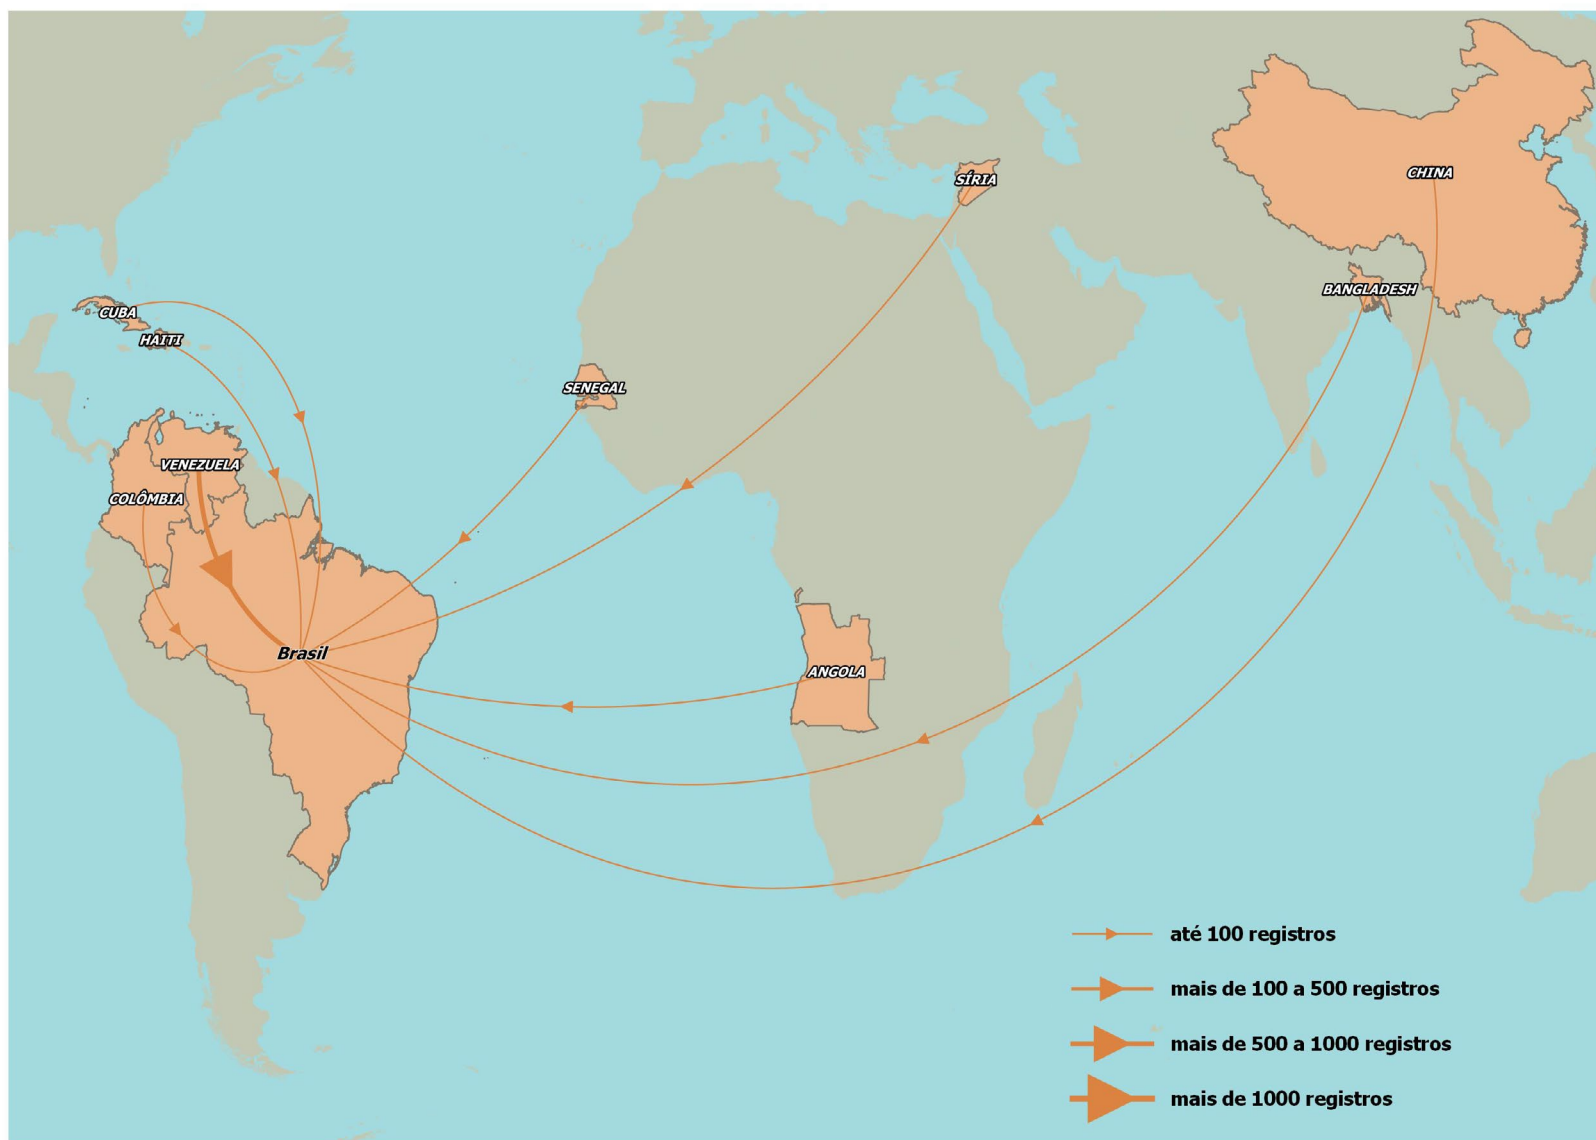 CHINA
SÍRIA
BANGLADESH
CUBA
HAITI
SENEGAL
VENEZUELA
COLÔMBIA
Brasil
ANGOLA
até 100 registros
mais de 100 a 500 registros
mais de 500 a 1000 registros
mais de 1000 registros